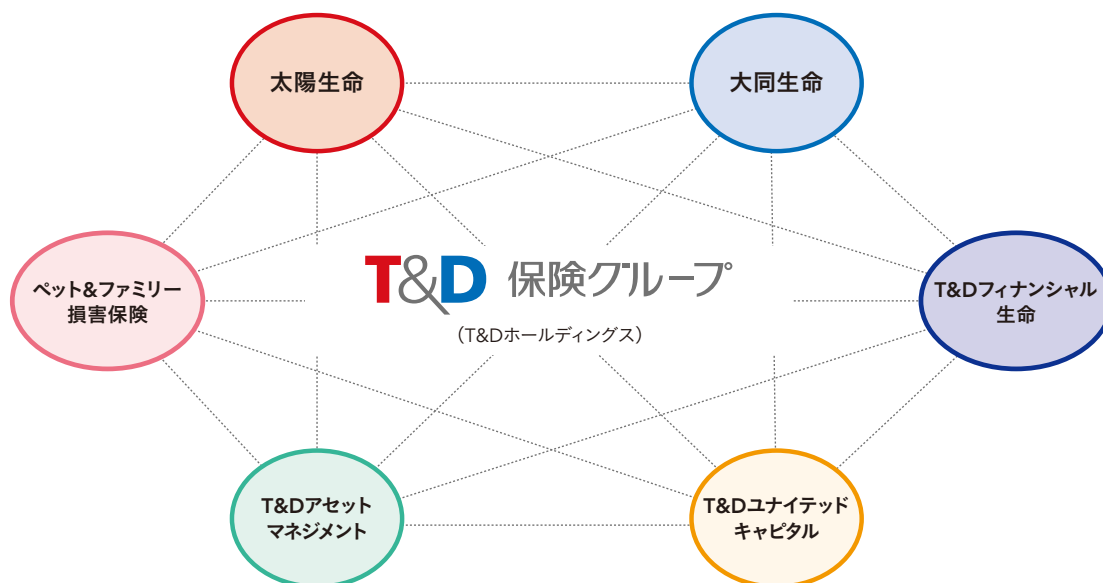 太陽生命
大同生命
ペット&ファミリー
損害保険
T&D 保険グループ
(T&Dホールディングス)
T&Dフィナンシャル
生命
T&Dアセット
マネジメント
T&Dユナイテッド
キャピタル